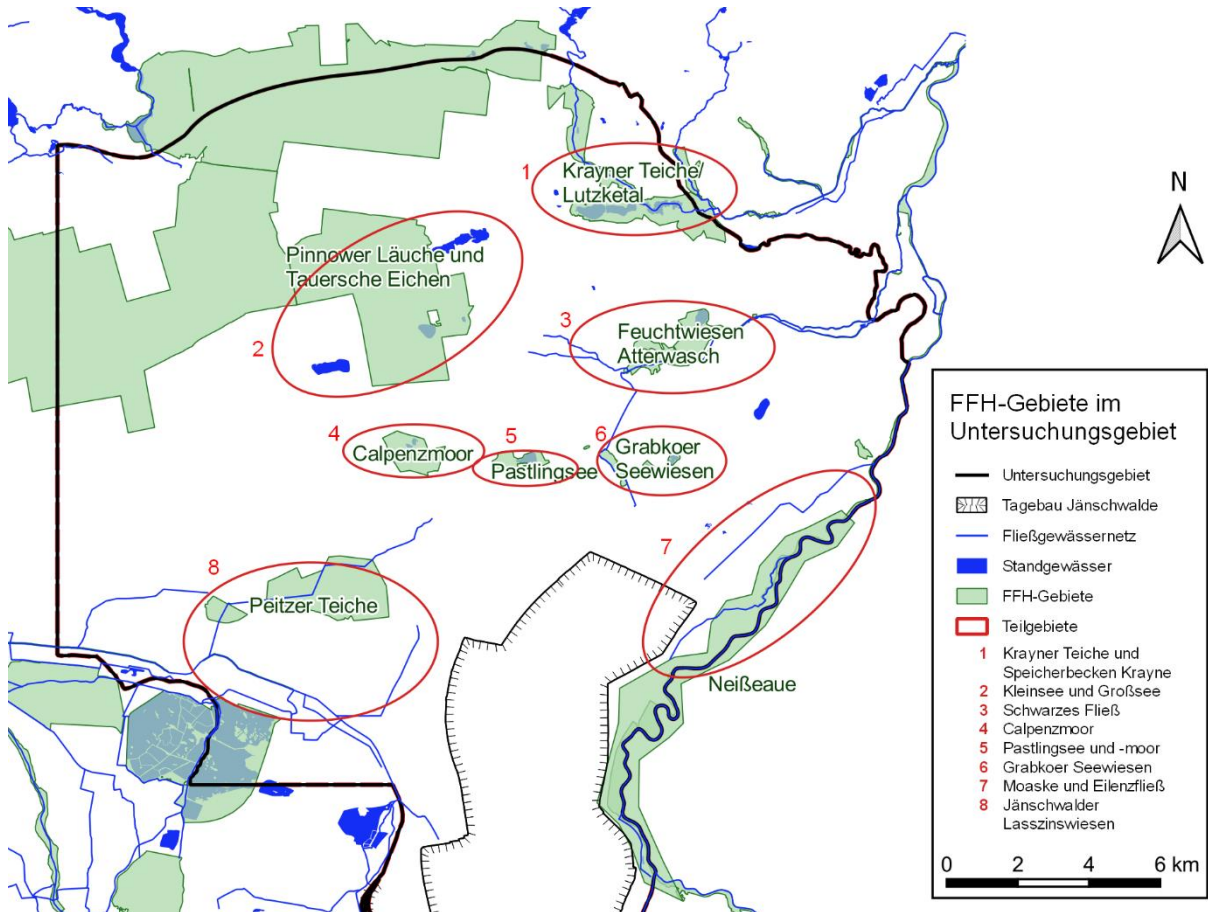 1
Krayner Teiche/
Lutzketal
N
Pinnower Läuche und
Tauersche Eichen
2
3
Feuchtwiesen
Atterwasch
4
Calpenzmoor
5
Pastlingsee
6
Grabkoer
Seewiesen
7
8
Peitzer Teiche
Neißeaue
FFH-Gebiete im
Untersuchungsgebiet
Untersuchungsgebiet
Tagebau Jänschwalde
Fließgewässernetz
Standgewässer
FFH-Gebiete
Teilgebiete
1 Krayner Teiche und
Speicherbecken Krayne
2 Kleinsee und Großsee
3 Schwarzes Fließ
4 Calpenzmoor
5 Pastlingsee und -moor
6 Grabkoer Seewiesen
7 Moaske und Eilenzfließ
8 Jänschwalder
Lasszinswiesen
0 2 4 6 km